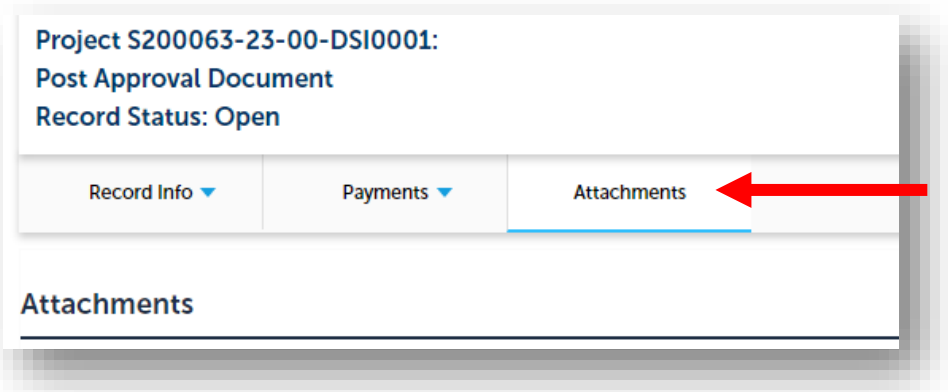 Project S200063-23-00-DSI0001:
Post Approval Document
Record Status: Open
Record Info
Payments
Attachments
Attachments